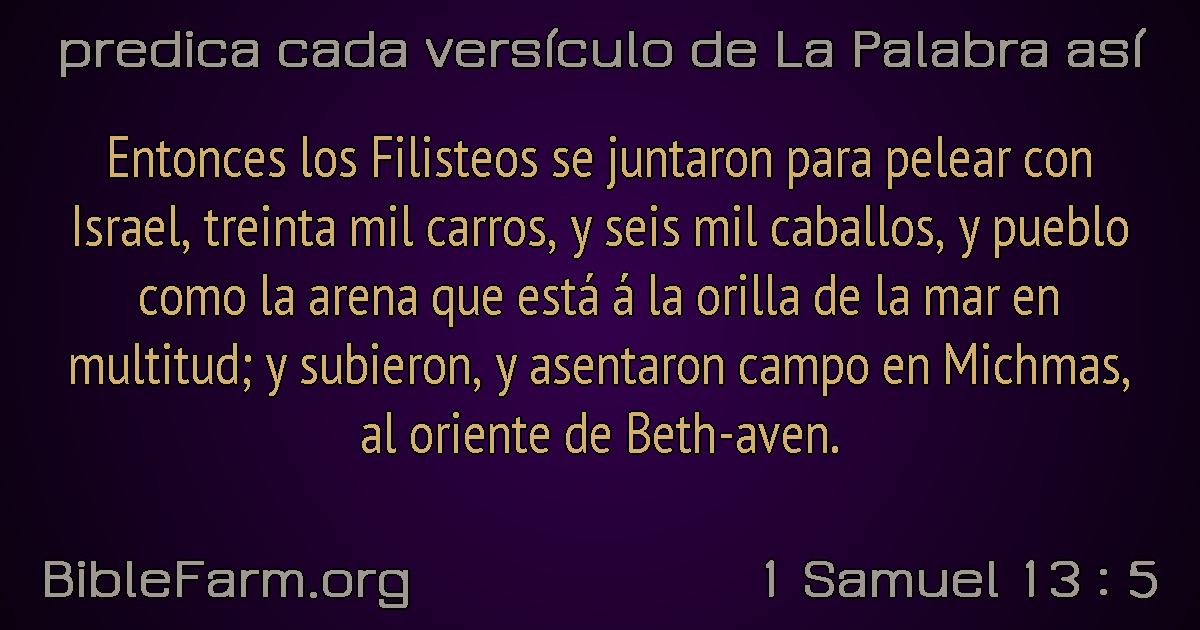 predica cada versículo de La Palabra así
Entonces los Filisteos se juntaron para pelear con
Israel, treinta mil carros, y seis mil caballos, y pueblo
como la arena que está á la orilla de la mar en
multitud; y subieron, y asentaron campo en Michmas,
al oriente de Beth-aven.
BibleFarm.org
1 Samuel 13 : 5